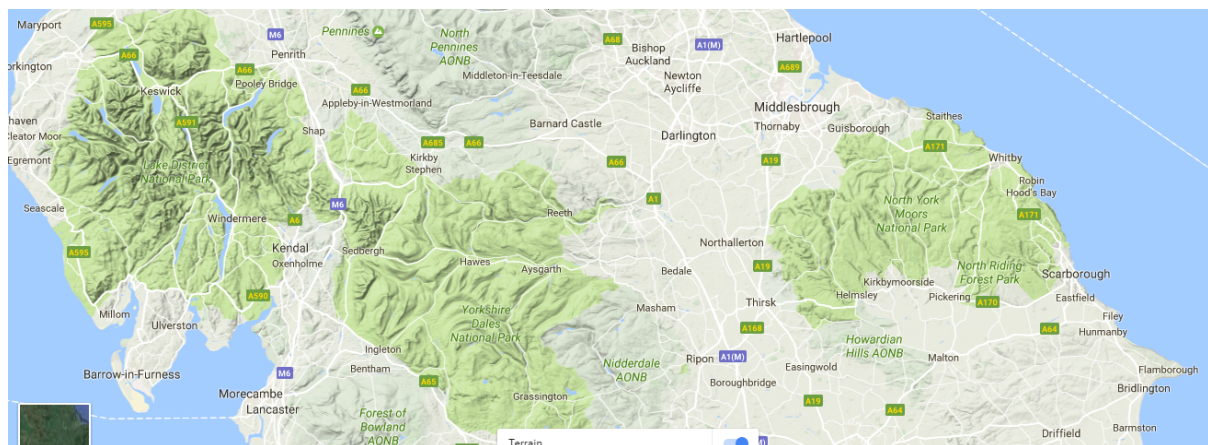 Maryport
A595
M6
Pennines
North
Pennines
AONB
A68
Bishop
Auckland
A1(M)
Hartlepool
A66
Penrith
orkington
A66
Pooley Bridge
Keswick
Middleton-in-Teesdale
Newton
Aycliffe
A689
A66
Appleby-in-Westmorland
Middlesbrough
haven
A591
Shap
Barnard Castle
Darlington
Thornaby
Guisborough
Staithes
Cleator Moor
A685
A66
A171
Egremont
Lake District
National Park
Kirkby
Stephen
A66
A19
Whitby
Robin
Hood's Bay
Seascale
M6
A1
North York
Moors
National Park
Windermere
A6
Reeth
A171
A595
Kendal
Oxenholme
Sedbergh
Northallerton
Hawes
Aysgarth
Bedale
A19
North Riding
Forest Park
Scarborough
A590
Kirkbymoorside
Helmsley
Pickering
A170
Eastfield
Millom
Ulverston
Yorkshire
Dales
National Park
Masham
Thirsk
Filey
A168
A64
Hunmanby
Ingleton
Bentham
Howardian
Hills AONB
Nidderdale
AONB
Ripon
A1(M)
Malton
Easingwold
Flamborough
Barrow-in-Furness
M6
A65
Boroughbridge
Bridlington
Morecambe
Lancaster
Grassington
A19
A64
Forest of
Bowland
AONB
Driffield
Barmston
Terrain